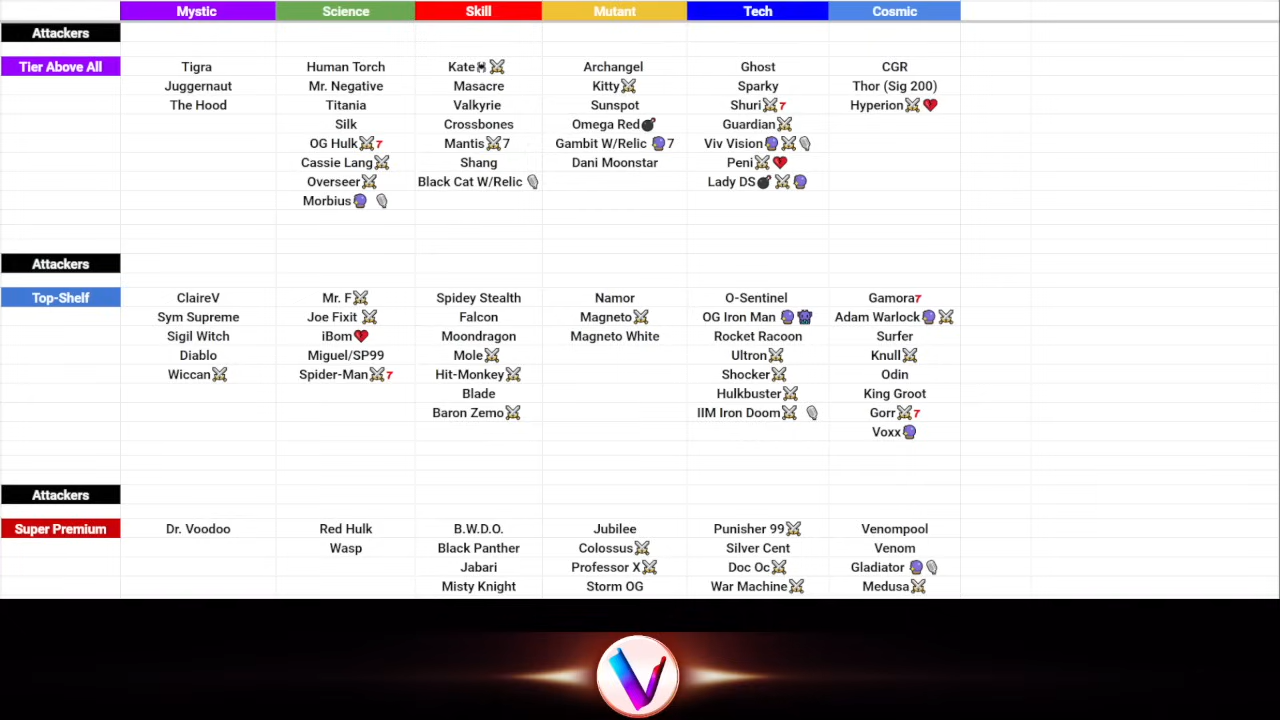 Mystic Science Skill Mutant Tech Cosmic
Attackers
Tier Above All Tigra Human Torch Kate Archangel Ghost CGR
Juggernaut Mr. Negative Masacre Kitty Sparky Thor (Sig 200)
The Hood Titania Valkyrie Sunspot Shuri 7 Hyperion
Silk Crossbones Omega Red Guardian
OG Hulk 7 Mantis 7 Gambit W/Relic 7 Viv Vision
Cassie Lang Shang Dani Moonstar Peni
Overseer Black Cat W/Relic Lady DS
Morbius
Attackers
Top-Shelf ClaireV Mr. F Spidey Stealth Namor O-Sentinel Gamora 7
Sym Supreme Joe Fixit Falcon Magneto OG Iron Man Adam Warlock
Sigil Witch iBom Moondragon Magneto White Rocket Racoon Surfer
Diablo Miguel/SP99 Mole Ultron Knull
Wiccan Spider-Man 7 Hit-Monkey Shocker Odin
Blade Hulkbuster King Groot
Baron Zemo IIM Iron Doom Gorr 7
Voxx
Attackers
Super Premium Dr. Voodoo Red Hulk B.W.D.O. Jubilee Punisher 99 Venompool
Wasp Black Panther Colossus Silver Cent Venom
Jabari Professor X Doc Oc Gladiator
Misty Knight Storm OG War Machine Medusa